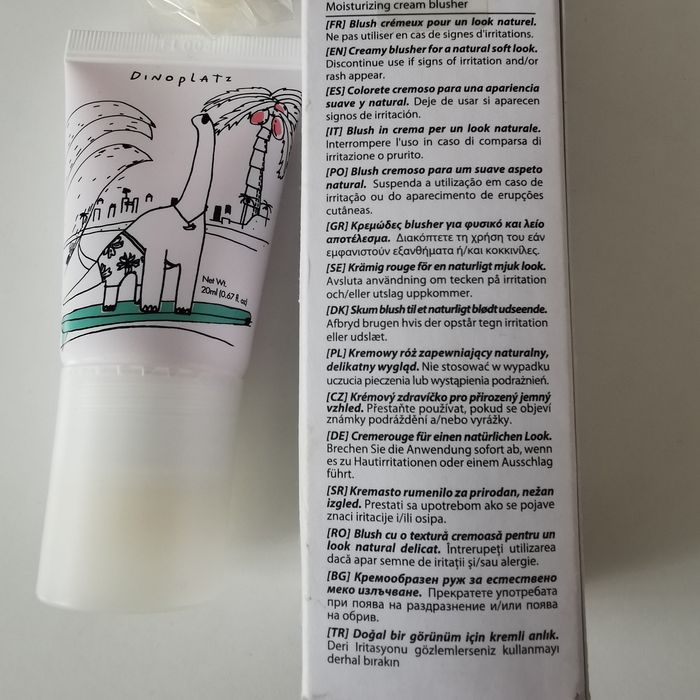 DINOPLATZ
Net Wt.
20ml (0.67 fl oz)
Moisturizing cream blusher
[FR] Blush crémeux pour un look naturel.
Ne pas utiliser en cas de signes d'irritations.
[EN] Creamy blusher for a natural soft look.
Discontinue use if signs of irritation and/or
rash appear.
[ES] Colorete cremoso para una apariencia
suave y natural. Deje de usar si aparecen
signos de irritación.
[IT] Blush in crema per un look naturale.
Interrompere l'uso in caso di comparsa di
irritazione o prurito.
[PO] Blush cremoso para um suave aspeto
natural. Suspenda a utilização em caso de
irritação ou do aparecimento de erupções
cutâneas.
[GR] Κρεμώδες blusher για φυσικό και λείο
αποτέλεσμα. Διακόπτετε τη χρήση του εάν
εμφανιστούν εξανθήματα ή/και κοκκινίλες.
[SE] Krämig rouge för en naturligt mjuk look.
Avsluta användning om tecken på irritation
och/eller utslag uppkommer.
[DK] Skum blush til et naturligt blødt udseende.
Afbryd brugen hvis der opstår tegn irritation
eller udslæt.
[PL] Kremowy róż zapewniający naturalny,
delikatny wygląd. Nie stosować w wypadku
uczucia pieczenia lub wystąpienia podrażnień.
[CZ] Krémový zdravíčko pro přirozený jemný
vzhled. Přestaňte používat, pokud se objeví
známky podráždění a/nebo vyrážky.
[DE] Cremerouge für einen natürlichen Look.
Brechen Sie die Anwendung sofort ab, wenn
es zu Hautirritationen oder einem Ausschlag
führt.
[SR] Kremasto rumenilo za prirodan, nežan
izgled. Prestati sa upotrebom ako se pojave
znaci iritacije i/ili osipa.
[RO] Blush cu o textură cremoasă pentru un
look natural delicat. Întrerupeți utilizarea
dacă apar semne de iritații și/sau alergie.
[BG] Кремообразен руж за естествено
меко излъчване. Прекратете употребата
при поява на раздразнение и/или поява
на обрив.
[TR] Doğal bir görünüm için kremli anlık.
Deri Iritasyonu gözlemlerseniz kullanmayı
derhal bırakın